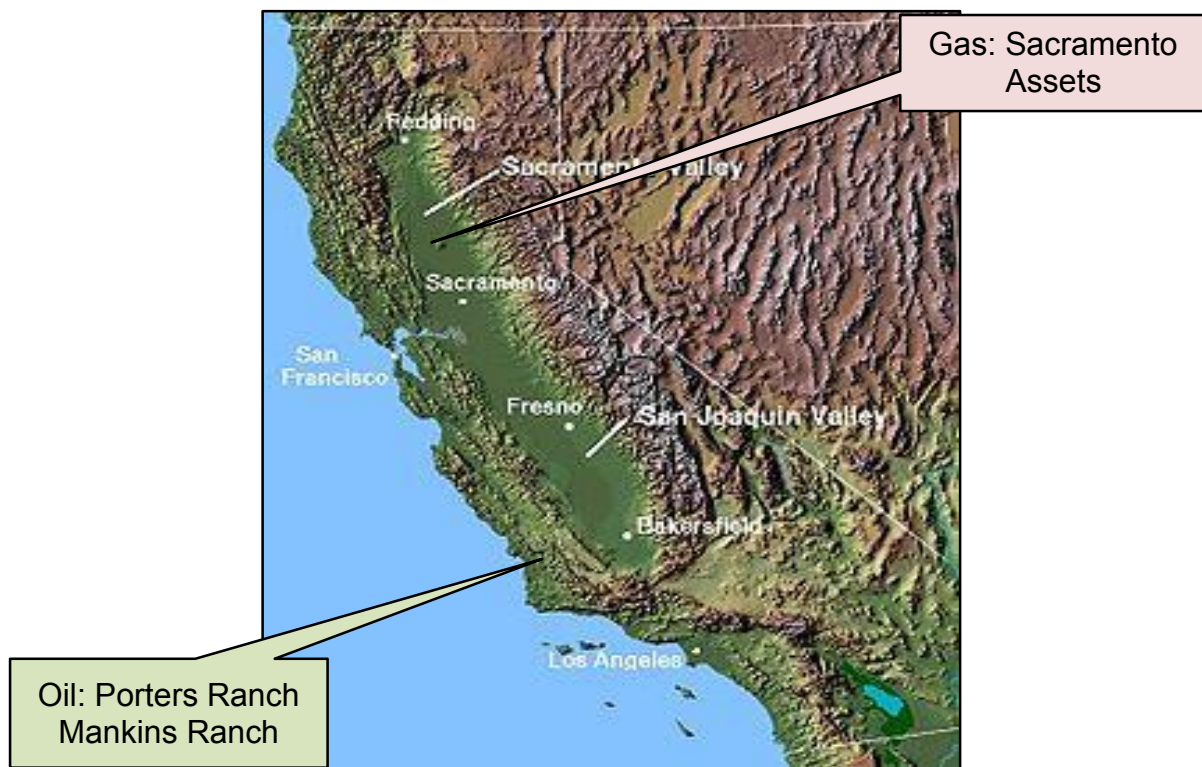 Gas: Sacramento
Assets
Redding
Sacramento Valley
Sacramento
San
Francisco
Fresno
San Joaquin Valley
Bakersfield
Los Angeles
Oil: Porters Ranch
Mankins Ranch